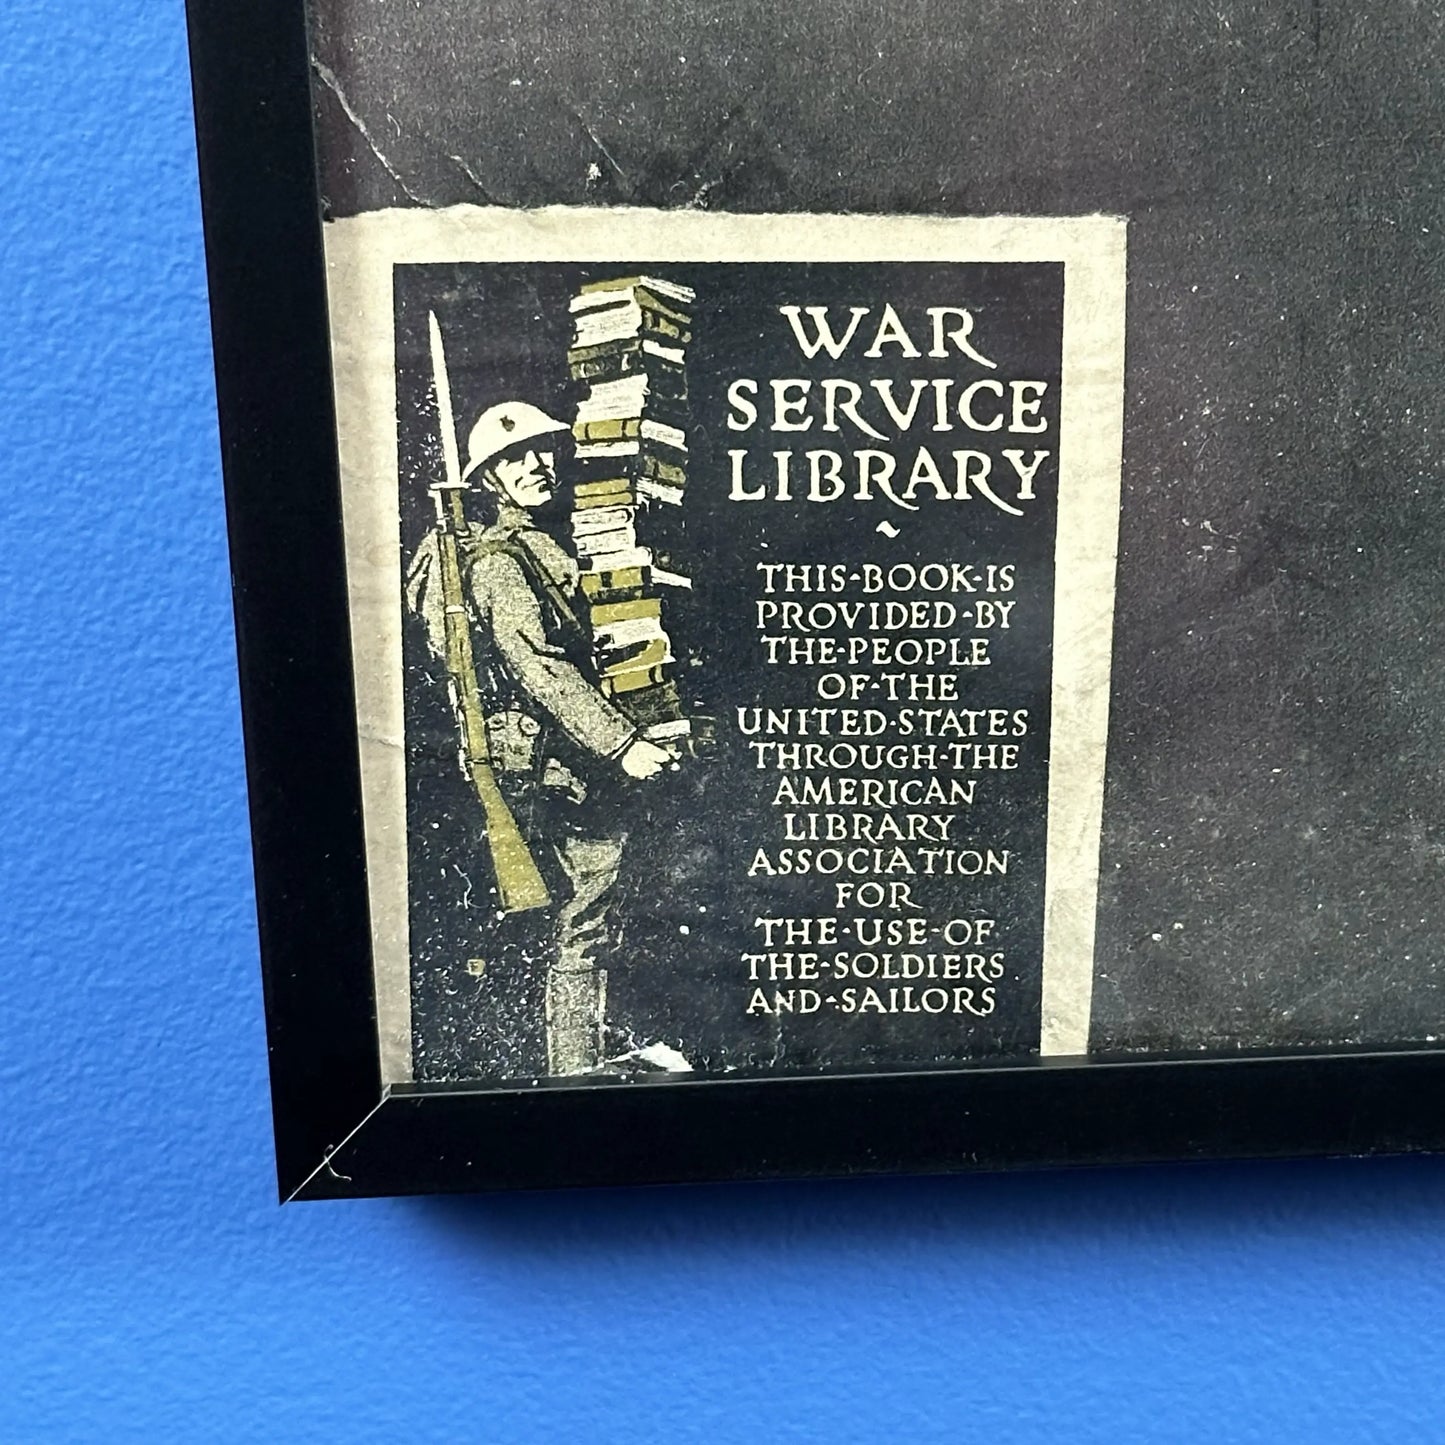 WAR
SERVICE
LIBRARY
~
THIS-BOOK-IS
PROVIDED-BY
THE-PEOPLE
OF-THE
UNITED-STATES
THROUGH-THE
AMERICAN
LIBRARY
ASSOCIATION
FOR
THE-USE-OF
THE-SOLDIERS
AND-SAILORS